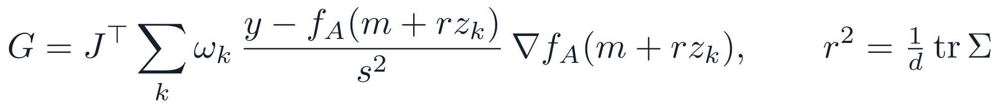 $G = J^\top \sum_k \omega_k \frac{y - f_A(m + r z_k)}{s^2} \nabla f_A(m + r z_k), \qquad r^2 = \frac{1}{d} \operatorname{tr} \Sigma$